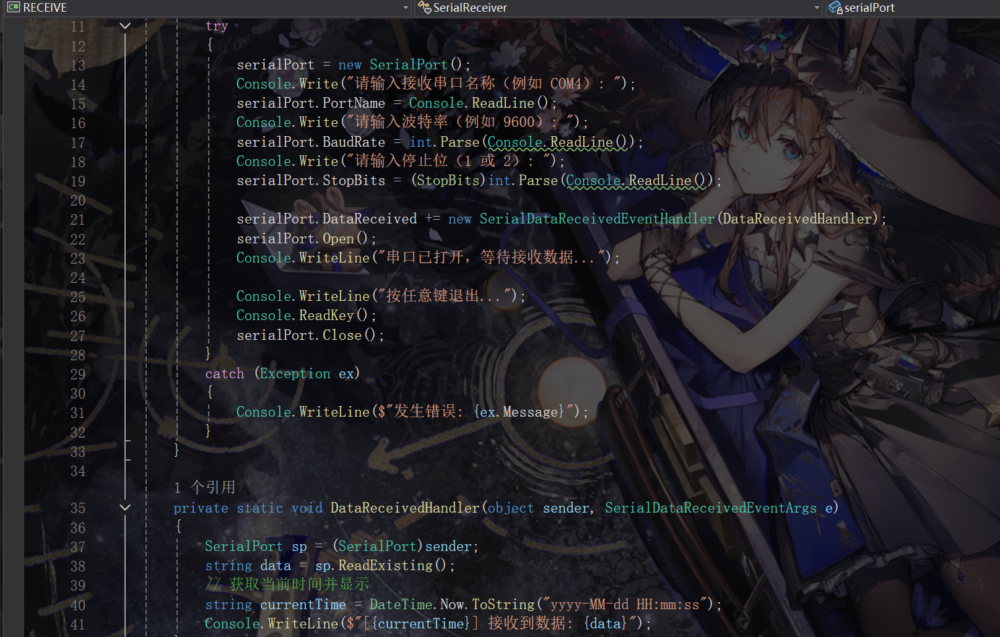 C# RECEIVE SerialReceiver serialPort
11 try
12 {
13 serialPort = new SerialPort();
14 Console.Write("请输入接收串口名称（例如 COM4）: ");
15 serialPort.PortName = Console.ReadLine();
16 Console.Write("请输入波特率（例如 9600）: ");
17 serialPort.BaudRate = int.Parse(Console.ReadLine());
18 Console.Write("请输入停止位（1 或 2）: ");
19 serialPort.StopBits = (StopBits)int.Parse(Console.ReadLine());
20
21 serialPort.DataReceived += new SerialDataReceivedEventHandler(DataReceivedHandler);
22 serialPort.Open();
23 Console.WriteLine("串口已打开，等待接收数据...");
24
25 Console.WriteLine("按任意键退出...");
26 Console.ReadKey();
27 serialPort.Close();
28 }
29 catch (Exception ex)
30 {
31 Console.WriteLine($"发生错误: {ex.Message}");
32 }
33 }
34
1 个引用
35 private static void DataReceivedHandler(object sender, SerialDataReceivedEventArgs e)
36 {
37 SerialPort sp = (SerialPort)sender;
38 string data = sp.ReadExisting();
39 // 获取当前时间并显示
40 string currentTime = DateTime.Now.ToString("yyyy-MM-dd HH:mm:ss");
41 Console.WriteLine($"[{currentTime}] 接收到数据: {data}");